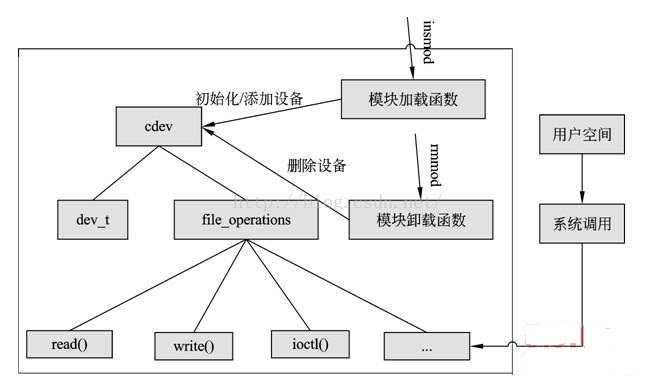 insmod
初始化/添加设备
模块加载函数
cdev
用户空间
rmmod
删除设备
http://blog.csdn.net/
dev_t
file_operations
模块卸载函数
系统调用
read()
write()
ioctl()
...